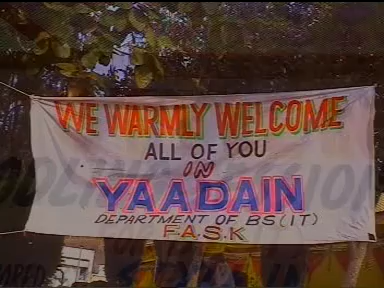 WE WARMLY WELCOME
ALL OF YOU
IN
YAADAIN
DEPARTMENT OF BS(IT)
F.A.S.K